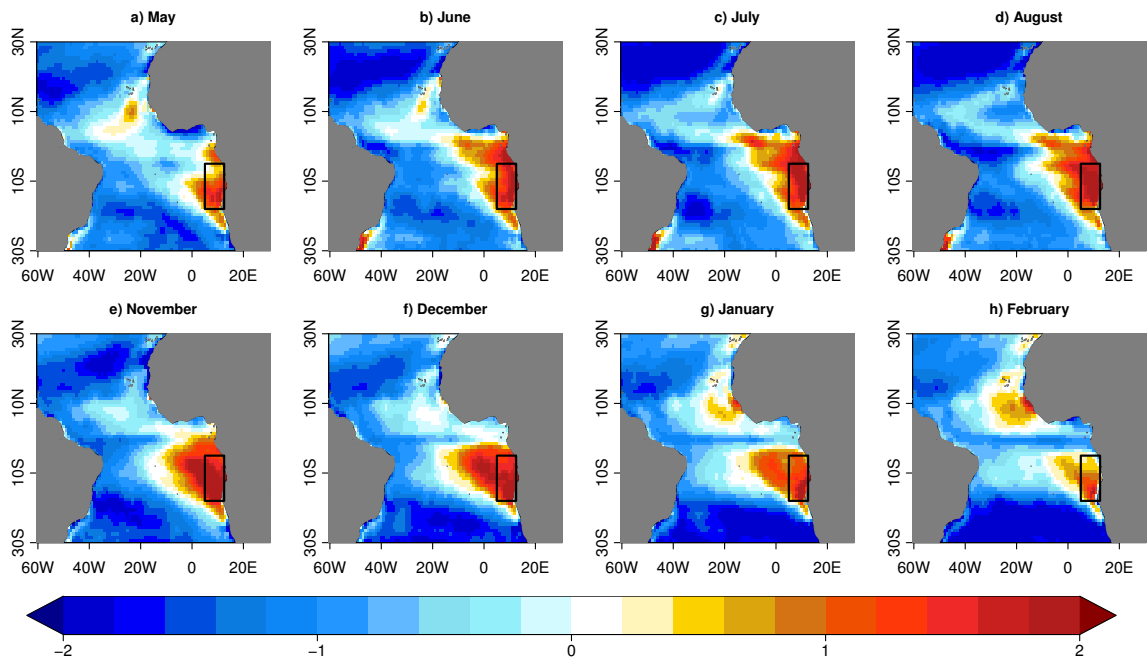 a) May
b) June
c) July
d) August
30N
10N
10S
30S
60W 40W 20W 0 20E
30N
10N
10S
30S
60W 40W 20W 0 20E
30N
10N
10S
30S
60W 40W 20W 0 20E
30N
10N
10S
30S
60W 40W 20W 0 20E
e) November
f) December
g) January
h) February
30N
10N
10S
30S
60W 40W 20W 0 20E
30N
10N
10S
30S
60W 40W 20W 0 20E
30N
10N
10S
30S
60W 40W 20W 0 20E
30N
10N
10S
30S
60W 40W 20W 0 20E
−2 −1 0 1 2